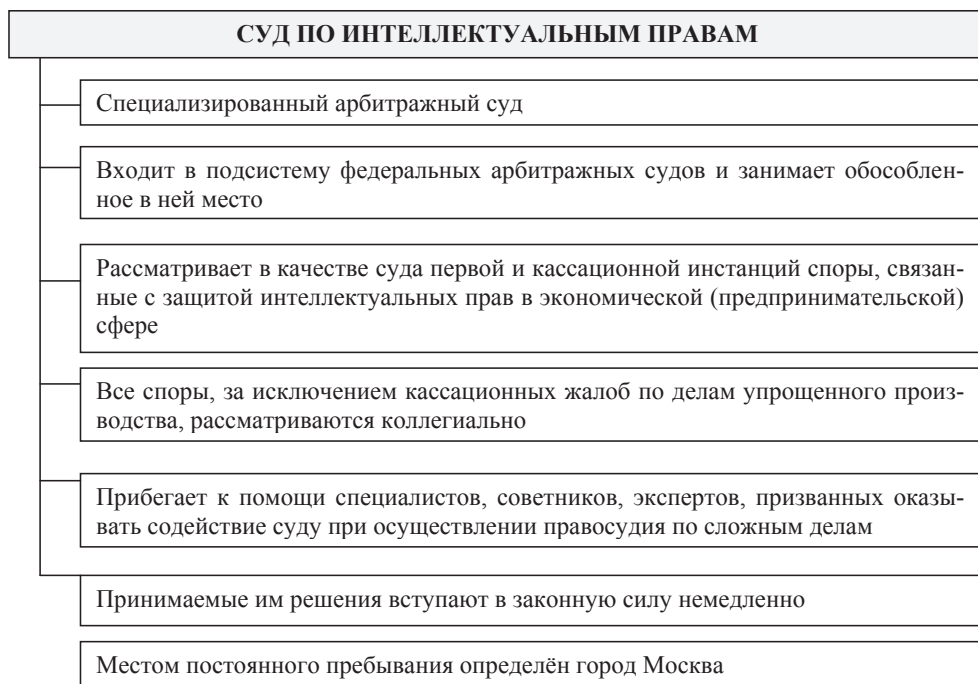 СУД ПО ИНТЕЛЛЕКТУАЛЬНЫМ ПРАВАМ
Специализированный арбитражный суд
Входит в подсистему федеральных арбитражных судов и занимает обособлен-
ное в ней место
Рассматривает в качестве суда первой и кассационной инстанций споры, связан-
ные с защитой интеллектуальных прав в экономической (предпринимательской)
сфере
Все споры, за исключением кассационных жалоб по делам упрощенного произ-
водства, рассматриваются коллегиально
Прибегает к помощи специалистов, советников, экспертов, призванных оказы-
вать содействие суду при осуществлении правосудия по сложным делам
Принимаемые им решения вступают в законную силу немедленно
Местом постоянного пребывания определён город Москва